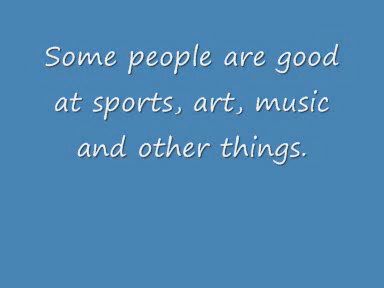 Some people are good
at sports, art, music
and other things.